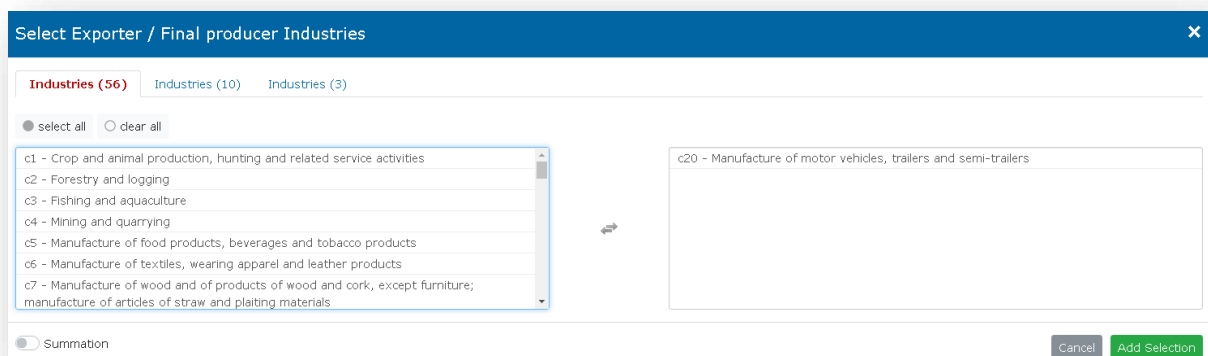 Select Exporter / Final producer Industries
Industries (56) Industries (10) Industries (3)
select all clear all
c1 - Crop and animal production, hunting and related service activities
c2 - Forestry and logging
c3 - Fishing and aquaculture
c4 - Mining and quarrying
c5 - Manufacture of food products, beverages and tobacco products
c6 - Manufacture of textiles, wearing apparel and leather products
c7 - Manufacture of wood and of products of wood and cork, except furniture;
manufacture of articles of straw and plaiting materials
c20 - Manufacture of motor vehicles, trailers and semi-trailers
Summation
Cancel Add Selection